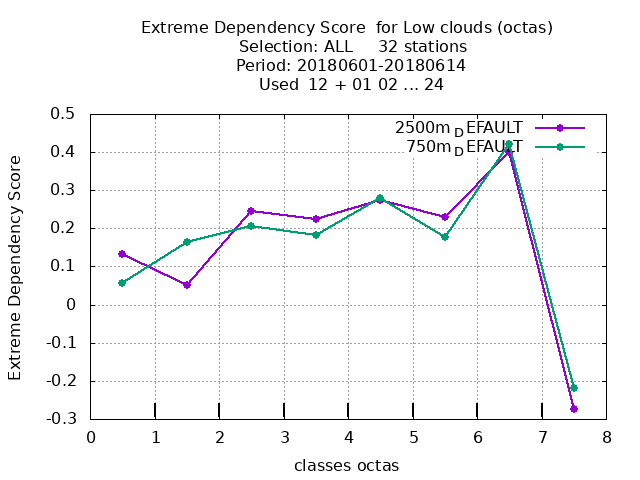 Extreme Dependency Score  for Low clouds (octas)
Selection: ALL     32 stations
Period: 20180601-20180614
Used  12 + 01 02 ... 24
0.5
2500m_DEFAULT
750m_DEFAULT
0.4
0.3
0.2
0.1
0
-0.1
-0.2
-0.3
Extreme Dependency Score
0 1 2 3 4 5 6 7 8
classes octas